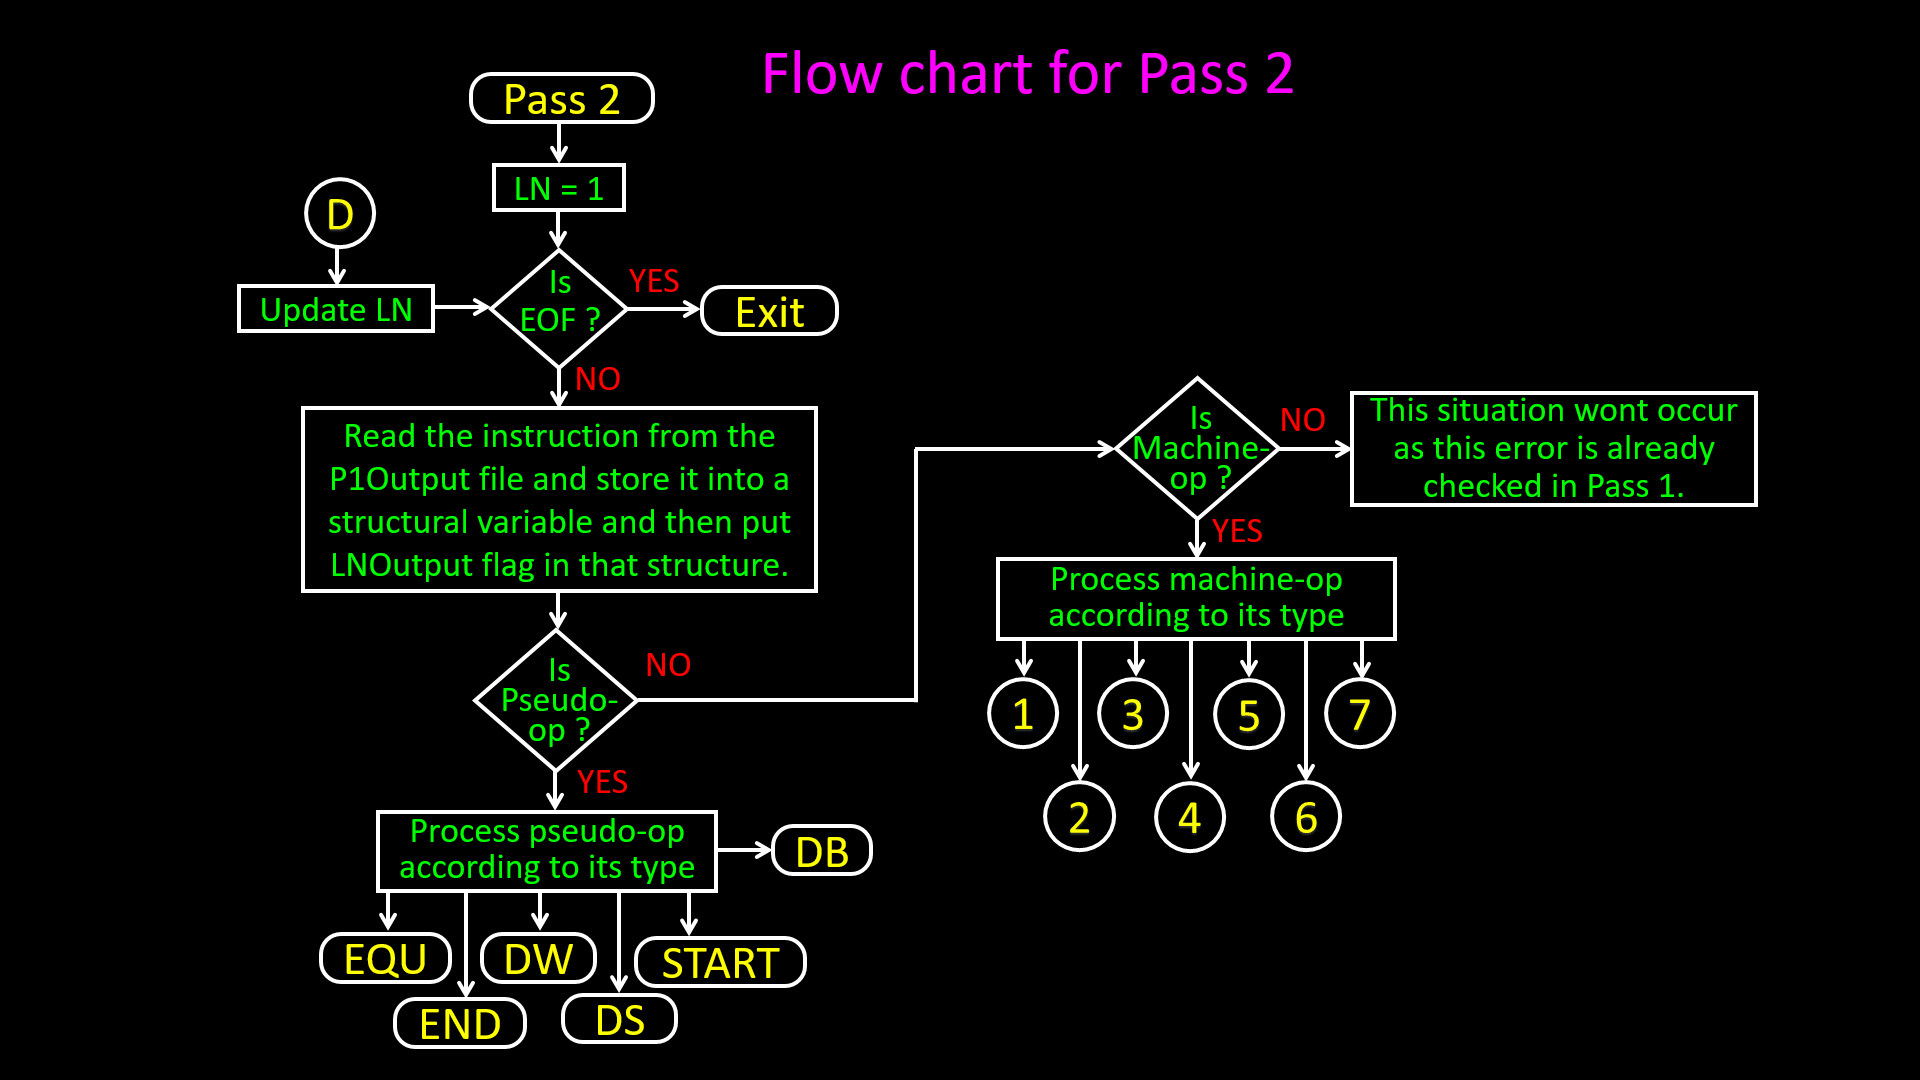 Flow chart for Pass 2
Pass 2
LN = 1
D
Update LN
Is
EOF ?
YES
Exit
NO
Read the instruction from the
P1Output file and store it into a
structural variable and then put
LNOutput flag in that structure.
Is
Pseudo-
op ?
NO
YES
Process pseudo-op
according to its type
DB
EQU
DW
START
END
DS
Is
Machine-
op ?
NO
This situation wont occur
as this error is already
checked in Pass 1.
YES
Process machine-op
according to its type
1
3
5
7
2
4
6